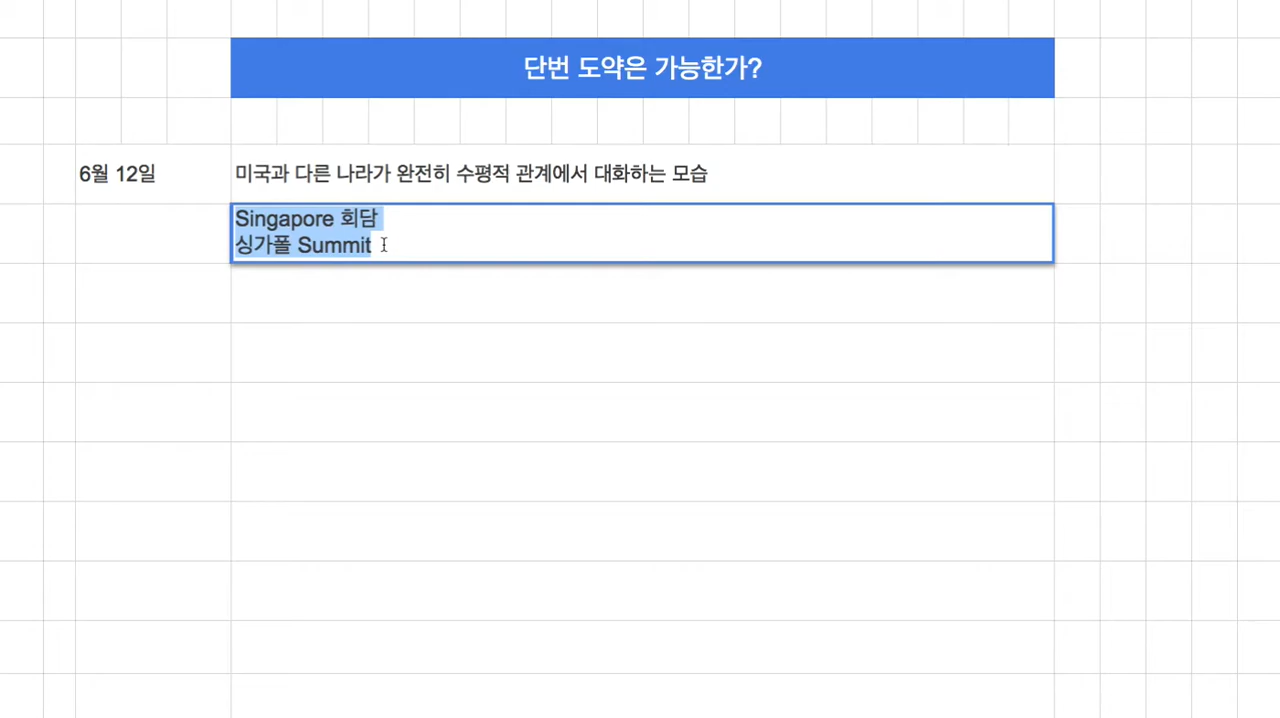 단번 도약은 가능한가?
6월 12일 미국과 다른 나라가 완전히 수평적 관계에서 대화하는 모습
Singapore 회담
싱가폴 Summit